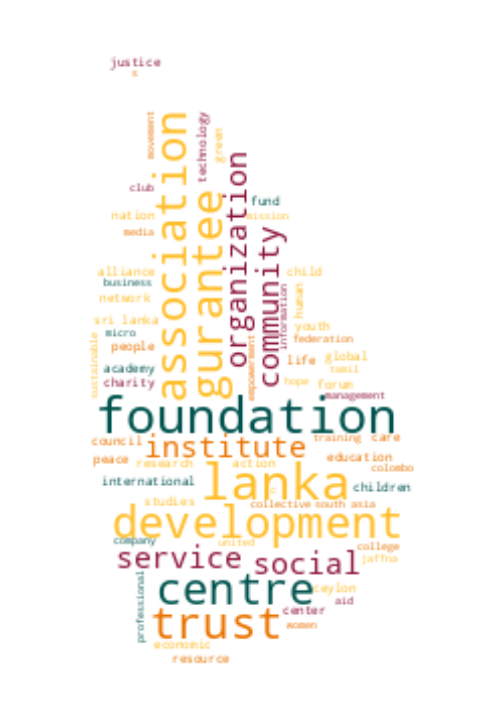 justice
s
movement
association
technology
green
club
organization
fund
gurantee
nation
mission
media
community
alliance
child
business
human
information
network
sri lanka
youth
micro
federation
sustainable
people
empowerment
life
global
academy
tamil
charity
hope
forum
management
foundation
council
institute
training
care
peace
research
action
education
colombo
international
lanka
c
children
studies
collective
south asia
development
company
united
college
service
social
jaffna
professional
centre
ceylon
aid
trust
center
women
economic
resource